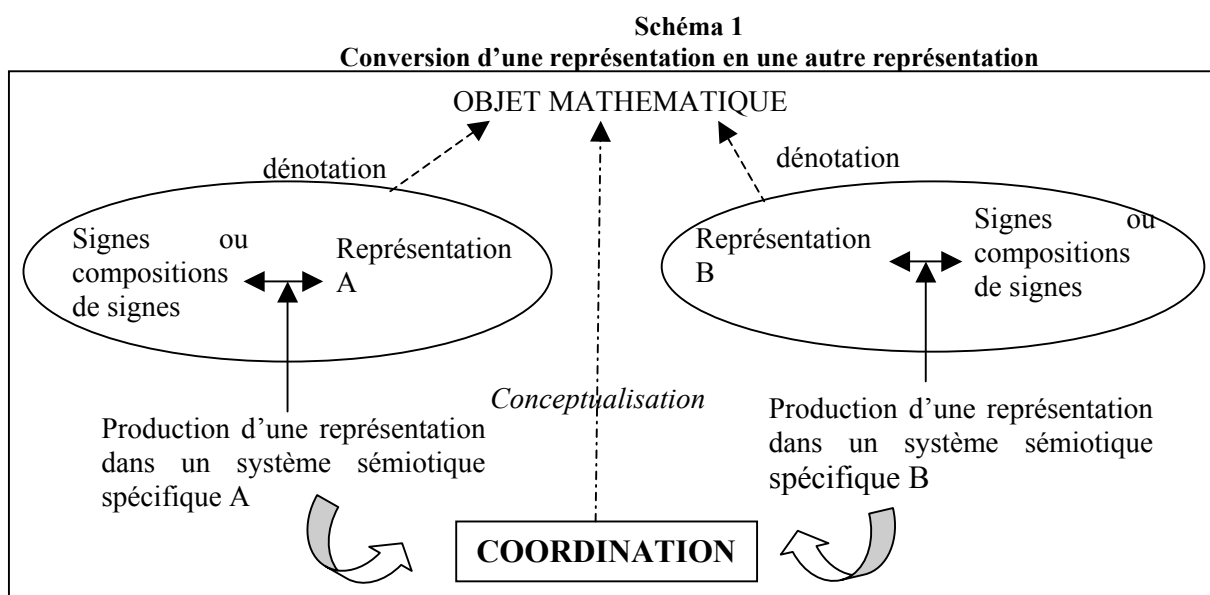 Schéma 1
Conversion d’une représentation en une autre représentation
OBJET MATHEMATIQUE
dénotation
dénotation
Signes ou
compositions
de signes
Représentation
A
Représentation
B
Signes ou
compositions
de signes
Conceptualisation
Production d’une représentation
dans un système sémiotique
spécifique A
Production d’une représentation
dans un système sémiotique
spécifique B
COORDINATION